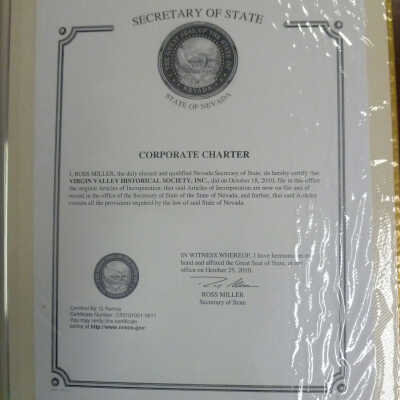 SECRETARY OF STATE
STATE OF NEVADA
CORPORATE CHARTER
I, ROSS MILLER, the duly elected and qualified Nevada Secretary of State, do hereby certify that
VIRGIN VALLEY HISTORICAL SOCIETY, INC., did on October 18, 2010, file in this office
the original Articles of Incorporation; that said Articles of Incorporation are now on file and of
record in the office of the Secretary of State of the State of Nevada, and further, that said Articles
contain all the provisions required by the law of said State of Nevada.
IN WITNESS WHEREOF, I have hereunto set my
hand and affixed the Great Seal of State, at my
office on October 25, 2010.
ROSS MILLER
Secretary of State
Certified By:
Certificate Number:
You may verify this certificate
online at http://www.nvsos.gov/